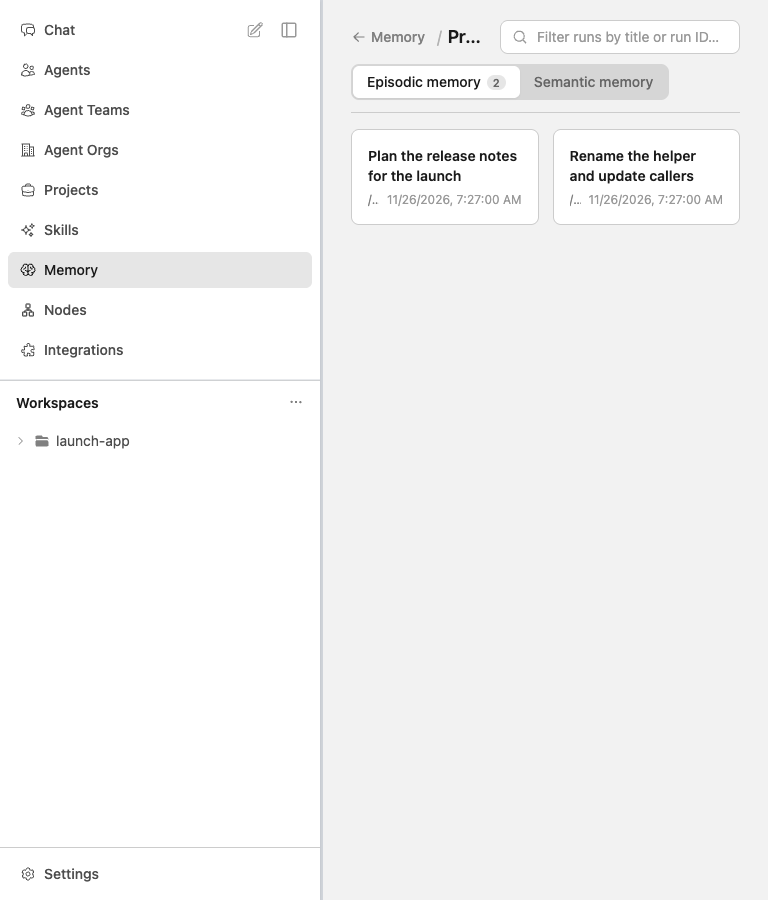 Chat
Agents
Agent Teams
Agent Orgs
Projects
Skills
Memory
Nodes
Integrations
Workspaces
launch-app
Settings
Memory / Pr...
Filter runs by title or run ID...
Episodic memory 2
Semantic memory
Plan the release notes
for the launch
/.. 11/26/2026, 7:27:00 AM
Rename the helper
and update callers
/... 11/26/2026, 7:27:00 AM